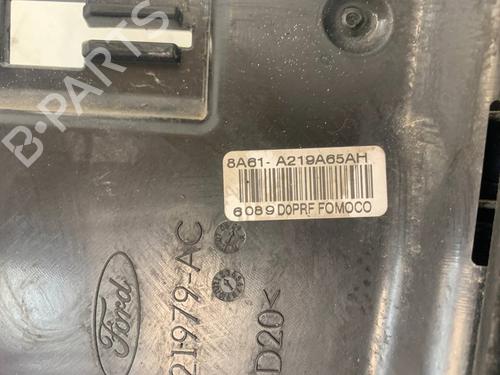 B-PARTS
8A61- A219A65AH
6089 D0PRF FOMOCO
Ford
21979-AC
D20<